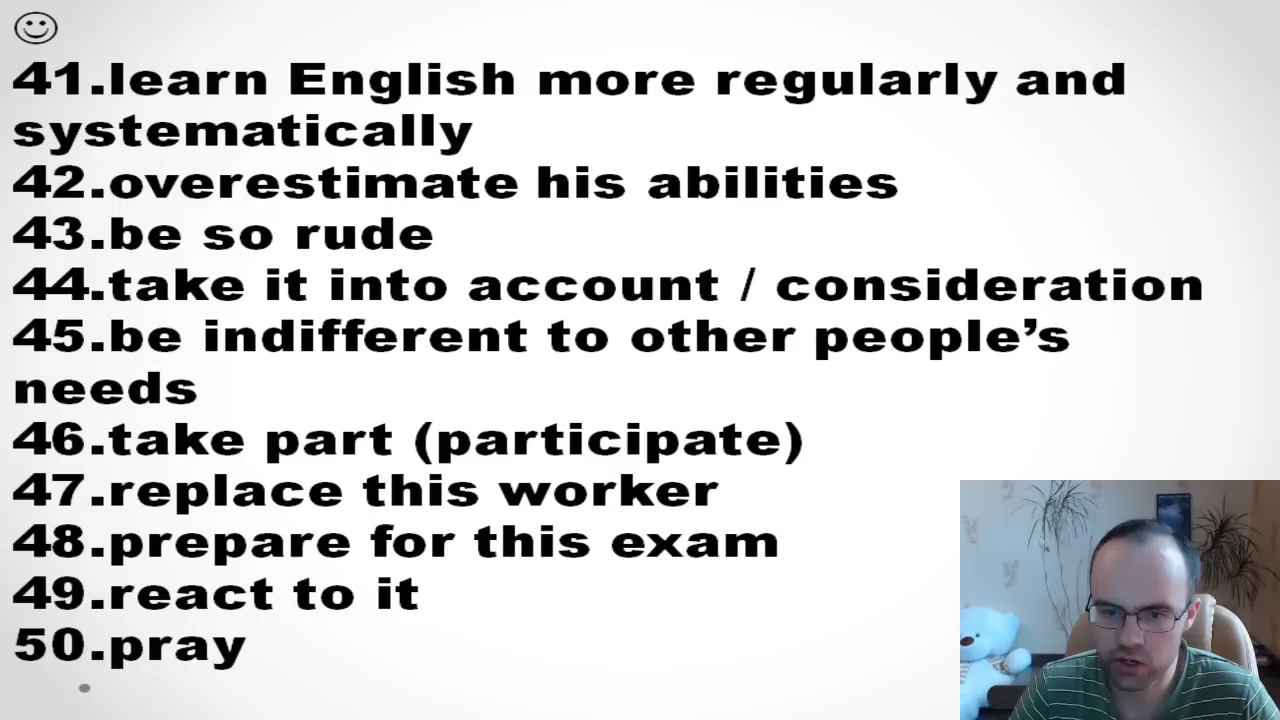 41.learn English more regularly and
systematically
42.overestimate his abilities
43.be so rude
44.take it into account / consideration
45.be indifferent to other people’s
needs
46.take part (participate)
47.replace this worker
48.prepare for this exam
49.react to it
50.pray